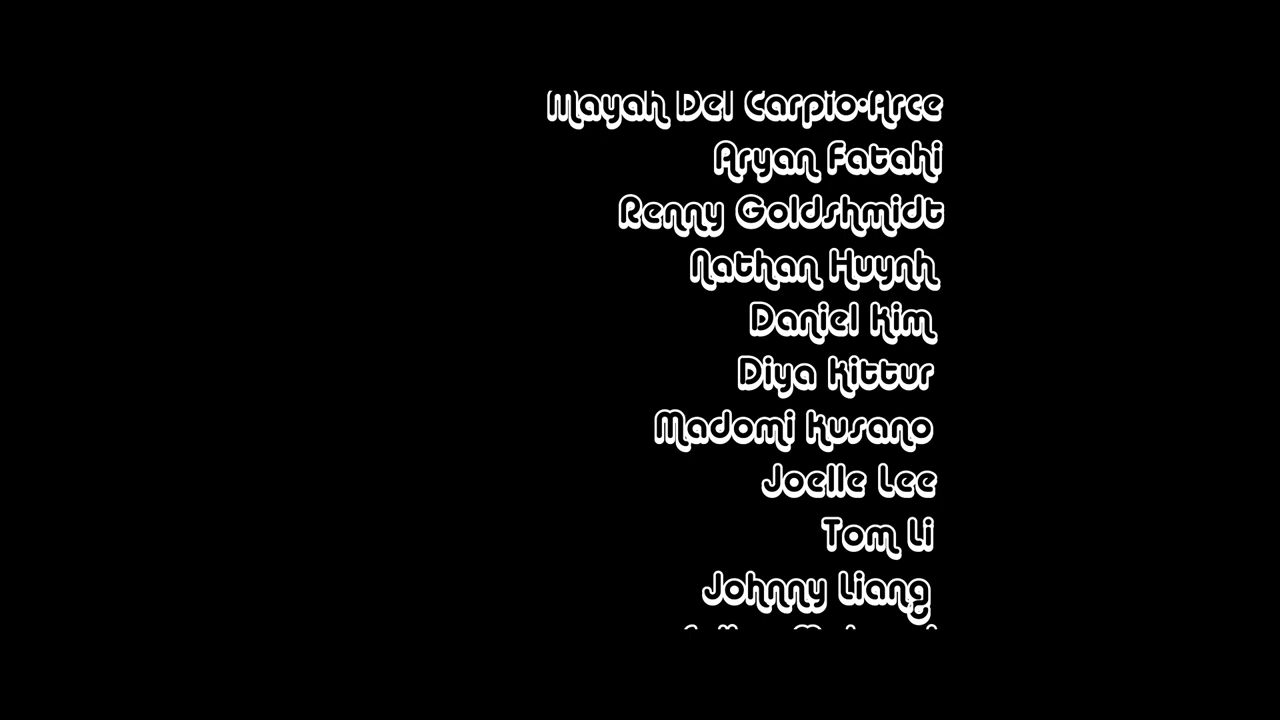 Mayah Del Carpio-Arce
Aryan Fatahi
Renny Goldshmidt
Nathan Huynh
Daniel Kim
Diya Kittur
Madomi Kusano
Joelle Lee
Tom Li
Johnny Liang